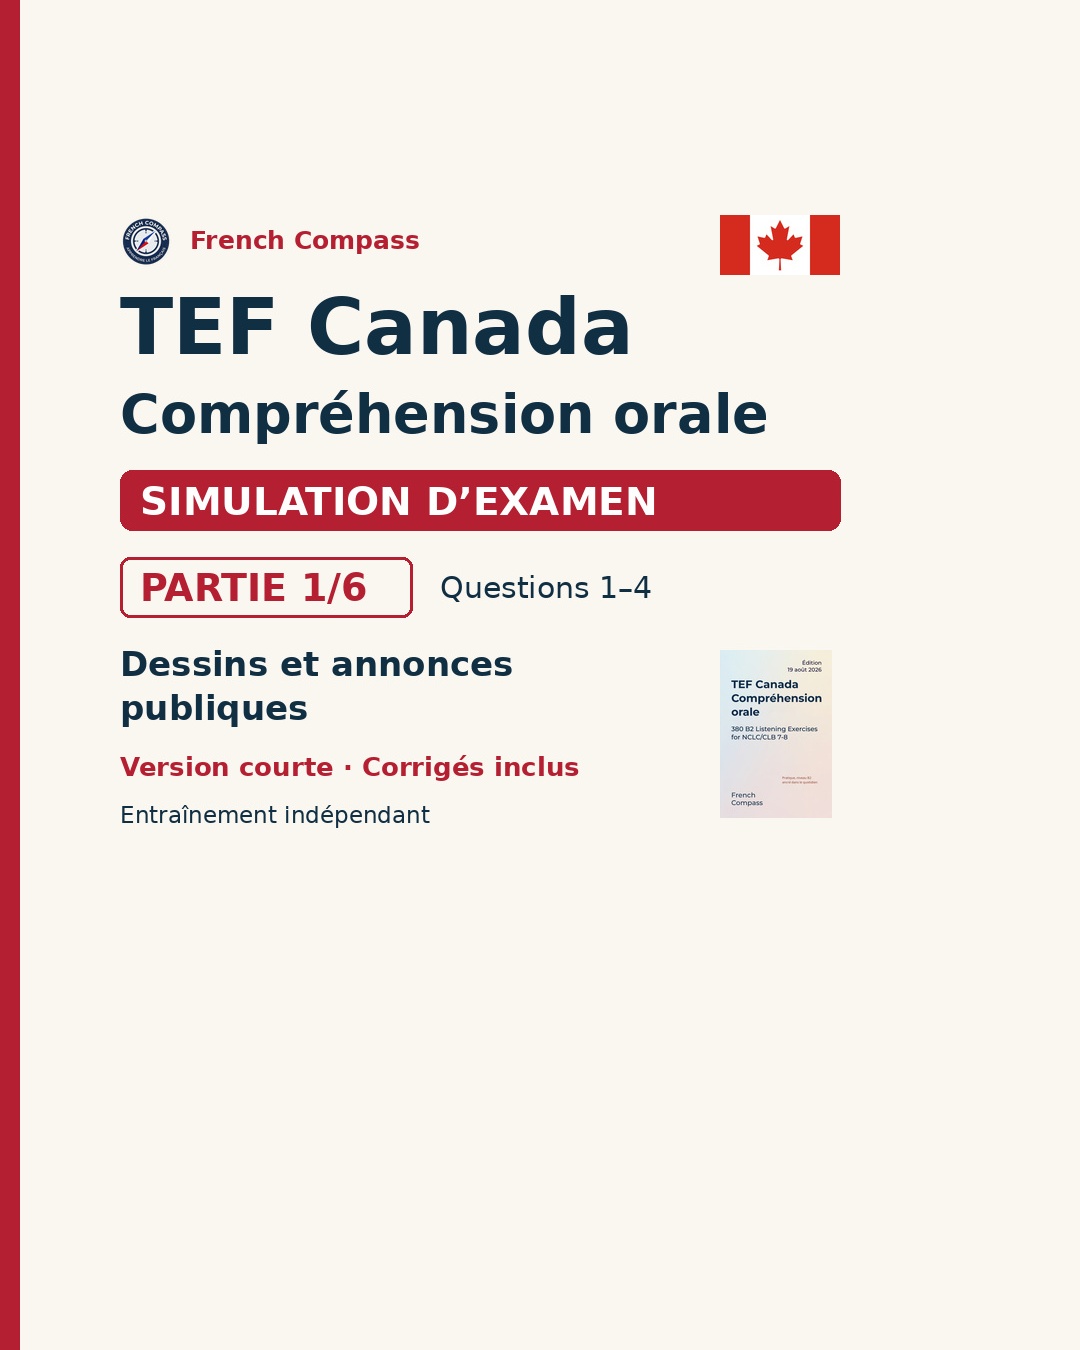 FRENCH COMPASS
French Compass
TEF Canada
Compréhension orale
SIMULATION D’EXAMEN
PARTIE 1/6
Questions 1–4
Dessins et annonces
publiques
Version courte · Corrigés inclus
Entraînement indépendant
Édition
19 août 2026
TEF Canada
Compréhension
orale
380 B2 Listening Exercises
for NCLC/CLB 7-8
French
Compass